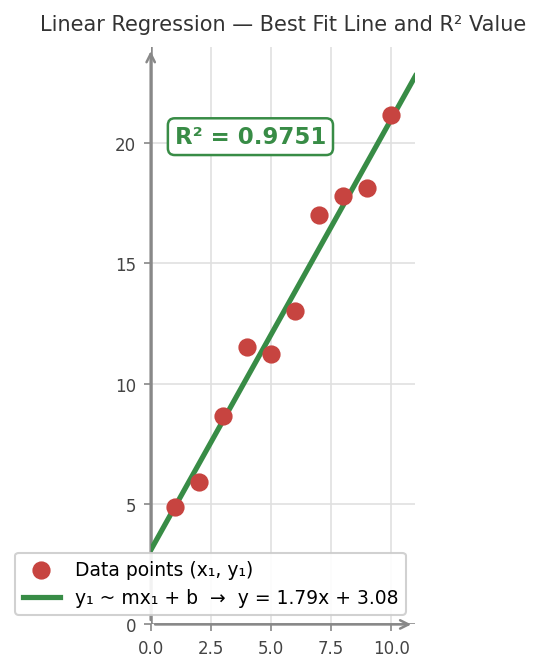 Linear Regression — Best Fit Line and R² Value
R² = 0.9751
20
15
10
5
0
Data points (x₁, y₁)
y₁ ~ mx₁ + b → y = 1.79x + 3.08
0.0 2.5 5.0 7.5 10.0